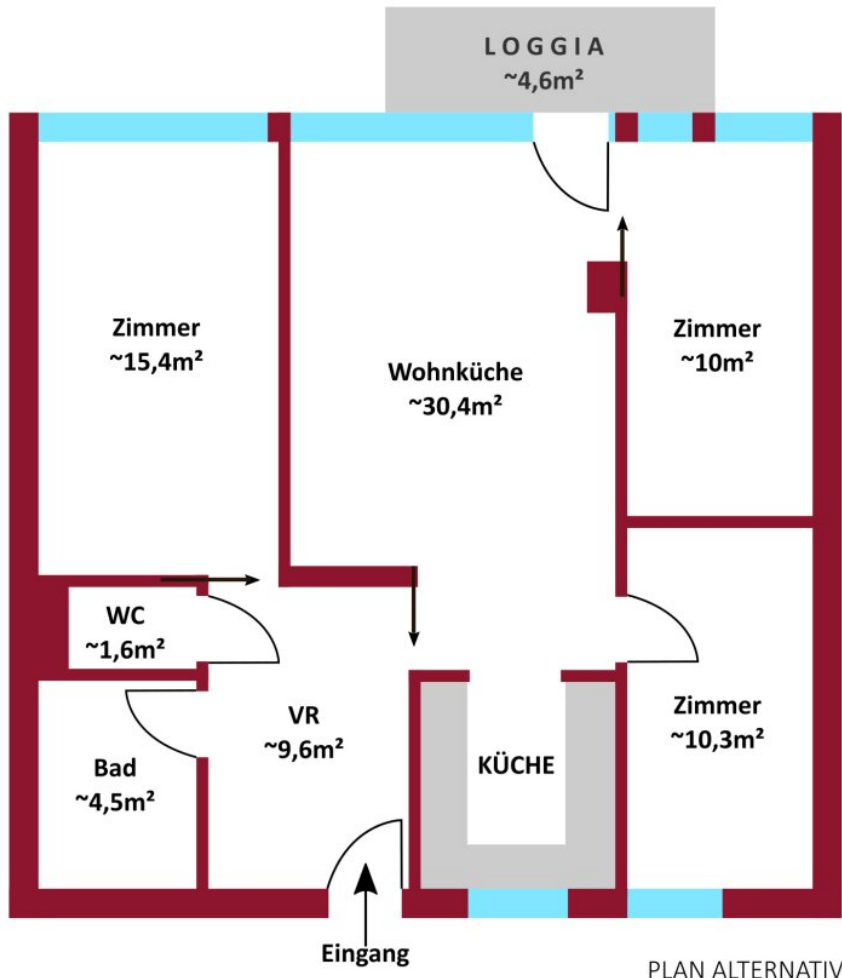 LOGGIA
~4,6m²
Zimmer
~15,4m²
Wohnküche
~30,4m²
Zimmer
~10m²
WC
~1,6m²
VR
~9,6m²
Bad
~4,5m²
KÜCHE
Zimmer
~10,3m²
Eingang
PLAN ALTERNATIV